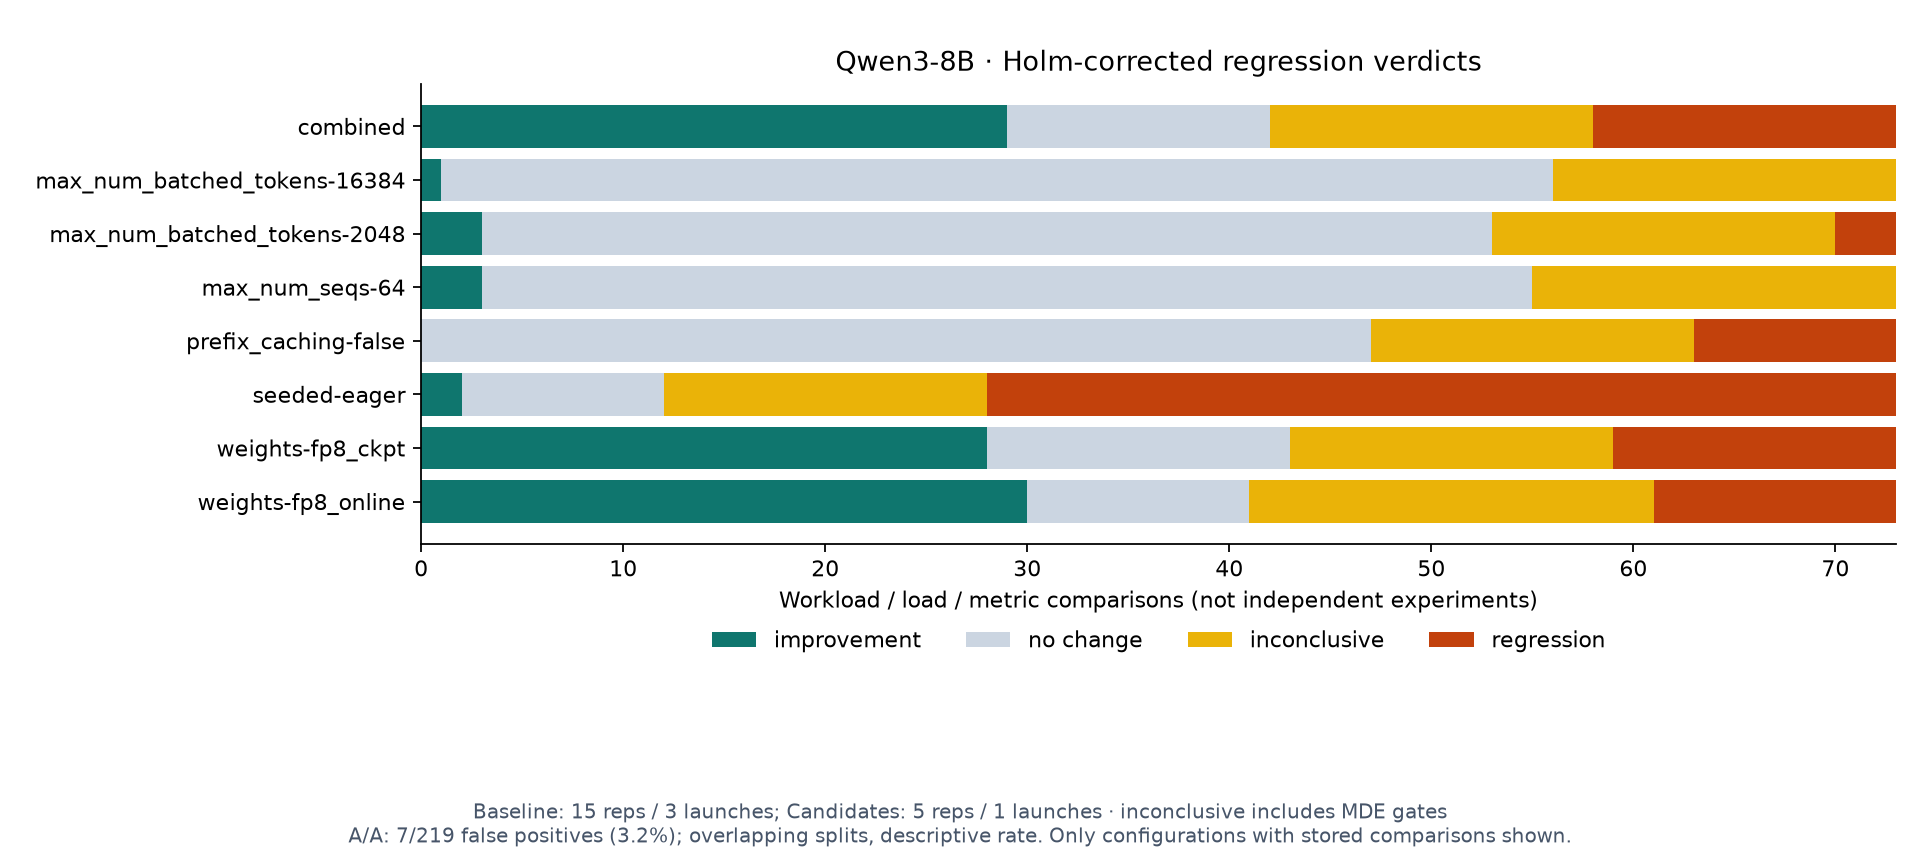 Qwen3-8B · Holm-corrected regression verdicts
combined
max_num_batched_tokens-16384
max_num_batched_tokens-2048
max_num_seqs-64
prefix_caching-false
seeded-eager
weights-fp8_ckpt
weights-fp8_online
0 10 20 30 40 50 60 70
Workload / load / metric comparisons (not independent experiments)
improvement no change inconclusive regression
Baseline: 15 reps / 3 launches; Candidates: 5 reps / 1 launches · inconclusive includes MDE gates
A/A: 7/219 false positives (3.2%); overlapping splits, descriptive rate. Only configurations with stored comparisons shown.